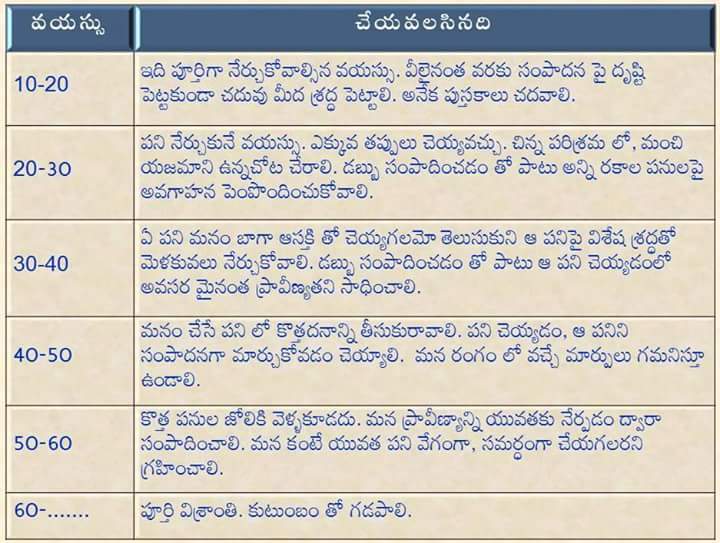 వయస్సు చేయవలసినది
10-20
ఇది పూర్తిగా నేర్చుకోవాల్సిన వయస్సు. వీలైనంత వరకు సంపాదన పై దృష్టి
పెట్టకుండా చదువు మీద శ్రద్ధ పెట్టాలి. అనేక పుస్తకాలు చదవాలి.
20-30
పని నేర్చుకునే వయస్సు. ఎక్కువ తప్పులు చెయ్యవచ్చు. చిన్న పరిశ్రమ లో, మంచి
యజమాని ఉన్నచోట చేరాలి. డబ్బు సంపాదించడం తో పాటు అన్ని రకాల పనులపై
అవగాహన పెంపొందించుకోవాలి.
30-40
ఏ పని మనం బాగా ఆసక్తి తో చెయ్యగలమో తెలుసుకుని ఆ పనిపై విశేష శ్రద్ధతో
మెళకువలు నేర్చుకోవాలి. డబ్బు సంపాదించడం తో పాటు ఆ పని చెయ్యడంలో
అవసర మైనంత ప్రావీణ్యతని సాధించాలి.
40-50
మనం చేసే పని లో కొత్తదనాన్ని తీసుకురావాలి. పని చెయ్యడం, ఆ పనిని
సంపాదనగా మార్చుకోవడం చెయ్యాలి. మన రంగం లో వచ్చే మార్పులు గమనిస్తూ
ఉండాలి.
50-60
కొత్త పనుల జోలికి వెళ్ళకూడదు. మన ప్రావీణ్యాన్ని యువతకు నేర్పడం ద్వారా
సంపాదించాలి. మన కంటే యువత పని వేగంగా, సమర్ధంగా చేయగలరని
గ్రహించాలి.
60-.......
పూర్తి విశ్రాంతి. కుటుంబం తో గడపాలి.